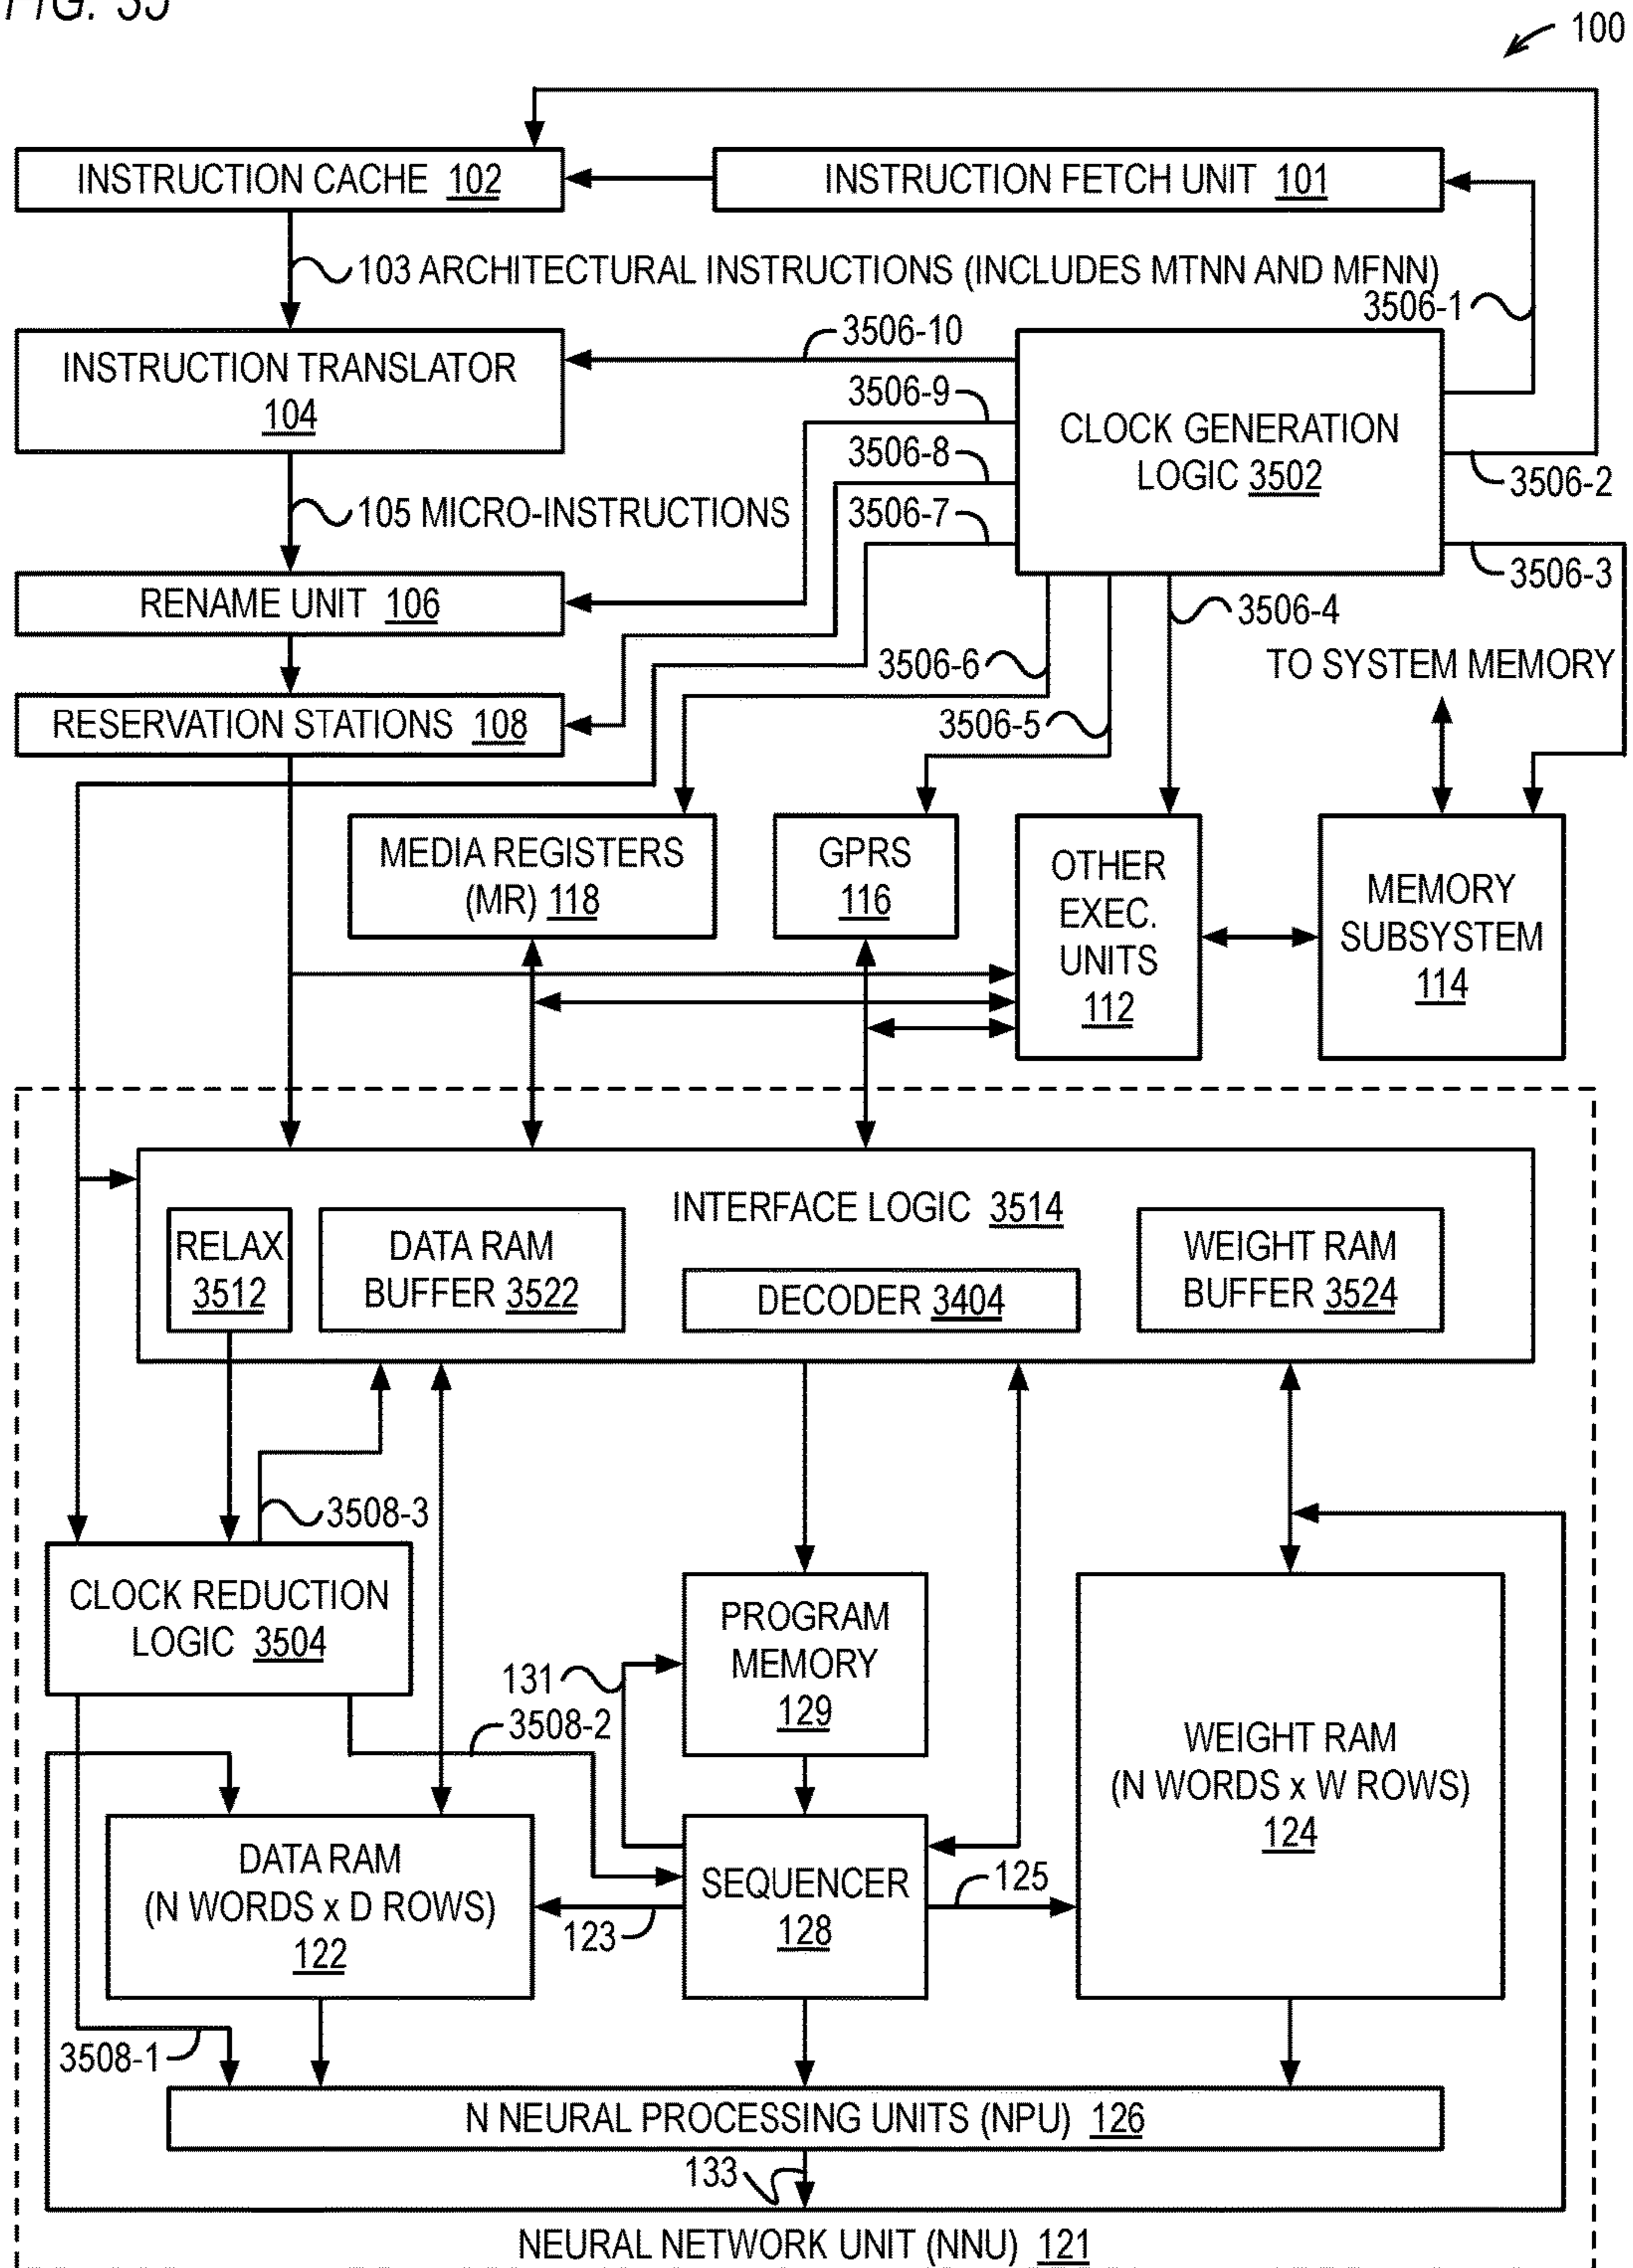 FIG. 35
100
INSTRUCTION CACHE 102
INSTRUCTION FETCH UNIT 101
103 ARCHITECTURAL INSTRUCTIONS (INCLUDES MTNN AND MFNN)
3506-1
3506-10
INSTRUCTION TRANSLATOR
104
3506-9
CLOCK GENERATION
LOGIC 3502
3506-8
3506-2
105 MICRO-INSTRUCTIONS
3506-7
3506-3
RENAME UNIT 106
3506-4
3506-6
TO SYSTEM MEMORY
RESERVATION STATIONS 108
3506-5
MEDIA REGISTERS
(MR) 118
GPRS
116
OTHER
EXEC.
UNITS
112
MEMORY
SUBSYSTEM
114
INTERFACE LOGIC 3514
RELAX
3512
DATA RAM
BUFFER 3522
DECODER 3404
WEIGHT RAM
BUFFER 3524
3508-3
CLOCK REDUCTION
LOGIC 3504
PROGRAM
MEMORY
129
131
3508-2
WEIGHT RAM
(N WORDS x W ROWS)
124
DATA RAM
(N WORDS x D ROWS)
122
SEQUENCER
128
125
123
3508-1
N NEURAL PROCESSING UNITS (NPU) 126
133
NEURAL NETWORK UNIT (NNU) 121